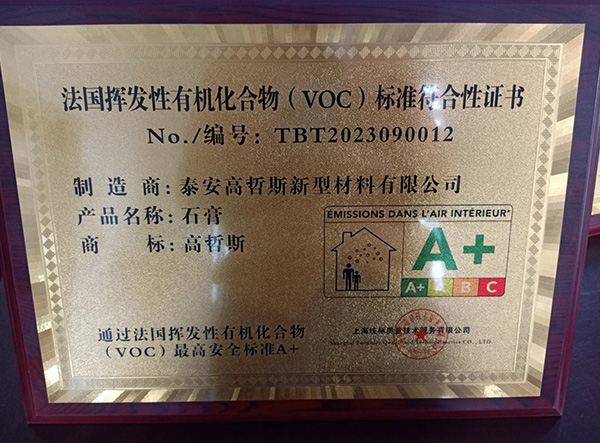 法国挥发性有机化合物（VOC）标准符合性证书
No./编号：TBT2023090012
制 造 商：泰安高哲斯新型材料有限公司
产品名称：石膏
商 标：高哲斯
ÉMISSIONS DANS L'AIR INTÉRIEUR*
A+
A+ A B C
通过法国挥发性有机化合物
（VOC）最高安全标准A+